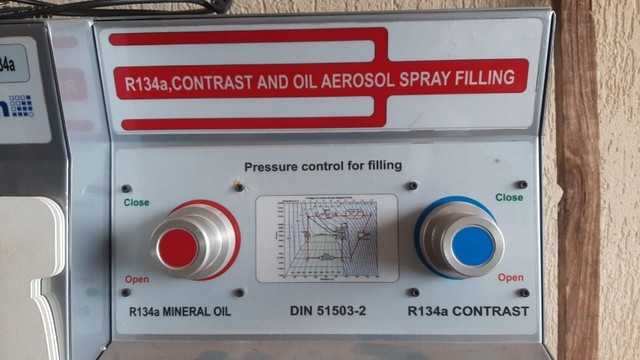 34a
R134a,CONTRAST AND OIL AEROSOL SPRAY FILLING
Pressure control for filling
Close
Close
Open
Open
R134a MINERAL OIL
DIN 51503-2
R134a CONTRAST